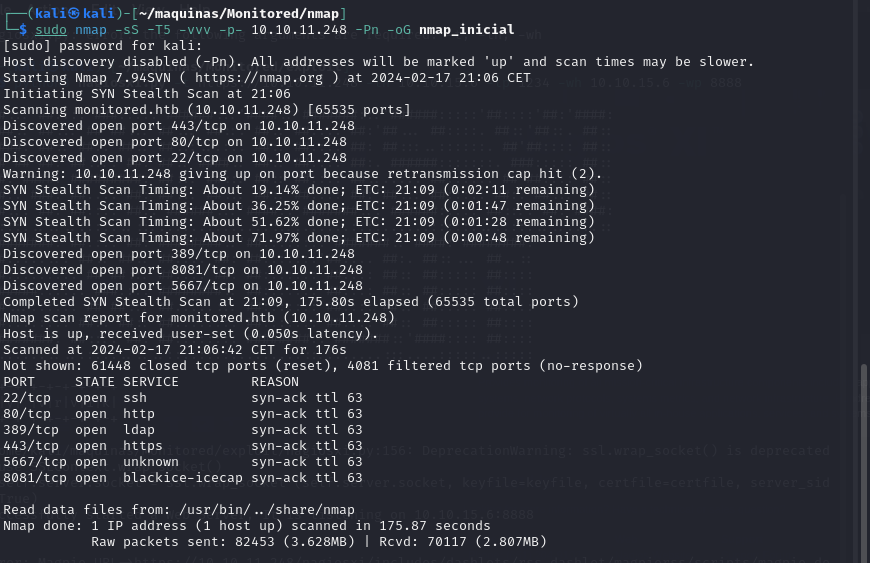 ┌──(kali㉿kali)-[~/maquinas/Monitored/nmap]
└─$ sudo nmap -sS -T5 -vvv -p- 10.10.11.248 -Pn -oG nmap_inicial
[sudo] password for kali:
Host discovery disabled (-Pn). All addresses will be marked 'up' and scan times may be slower.
Starting Nmap 7.94SVN ( https://nmap.org ) at 2024-02-17 21:06 CET
Initiating SYN Stealth Scan at 21:06
Scanning monitored.htb (10.10.11.248) [65535 ports]
Discovered open port 443/tcp on 10.10.11.248
Discovered open port 80/tcp on 10.10.11.248
Discovered open port 22/tcp on 10.10.11.248
Warning: 10.10.11.248 giving up on port because retransmission cap hit (2).
SYN Stealth Scan Timing: About 19.14% done; ETC: 21:09 (0:02:11 remaining)
SYN Stealth Scan Timing: About 36.25% done; ETC: 21:09 (0:01:47 remaining)
SYN Stealth Scan Timing: About 51.62% done; ETC: 21:09 (0:01:28 remaining)
SYN Stealth Scan Timing: About 71.97% done; ETC: 21:09 (0:00:48 remaining)
Discovered open port 389/tcp on 10.10.11.248
Discovered open port 8081/tcp on 10.10.11.248
Discovered open port 5667/tcp on 10.10.11.248
Completed SYN Stealth Scan at 21:09, 175.80s elapsed (65535 total ports)
Nmap scan report for monitored.htb (10.10.11.248)
Host is up, received user-set (0.050s latency).
Scanned at 2024-02-17 21:06:42 CET for 176s
Not shown: 61448 closed tcp ports (reset), 4081 filtered tcp ports (no-response)
PORT     STATE SERVICE         REASON
22/tcp   open  ssh             syn-ack ttl 63
80/tcp   open  http            syn-ack ttl 63
389/tcp  open  ldap            syn-ack ttl 63
443/tcp  open  https           syn-ack ttl 63
5667/tcp open  unknown         syn-ack ttl 63
8081/tcp open  blackice-icecap syn-ack ttl 63
Read data files from: /usr/bin/../share/nmap
Nmap done: 1 IP address (1 host up) scanned in 175.87 seconds
Raw packets sent: 82453 (3.628MB) | Rcvd: 70117 (2.807MB)